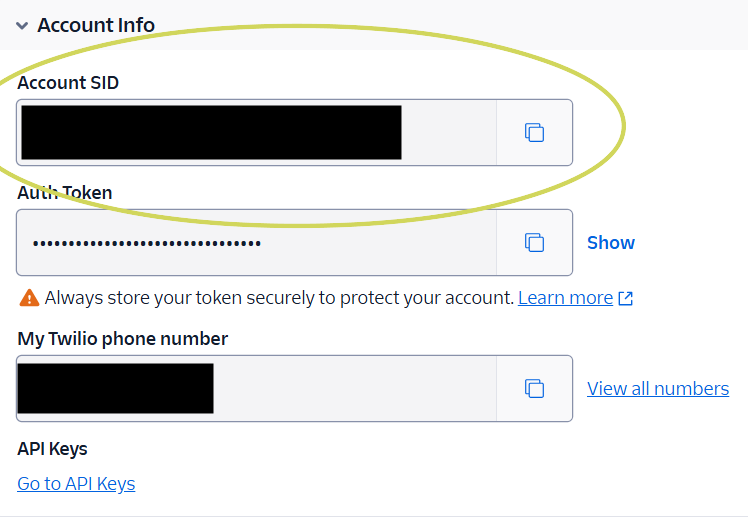 Account Info
Account SID
Auth Token
••••••••••••••••••••••••••••••••
Show
Always store your token securely to protect your account. Learn more
My Twilio phone number
View all numbers
API Keys
Go to API Keys